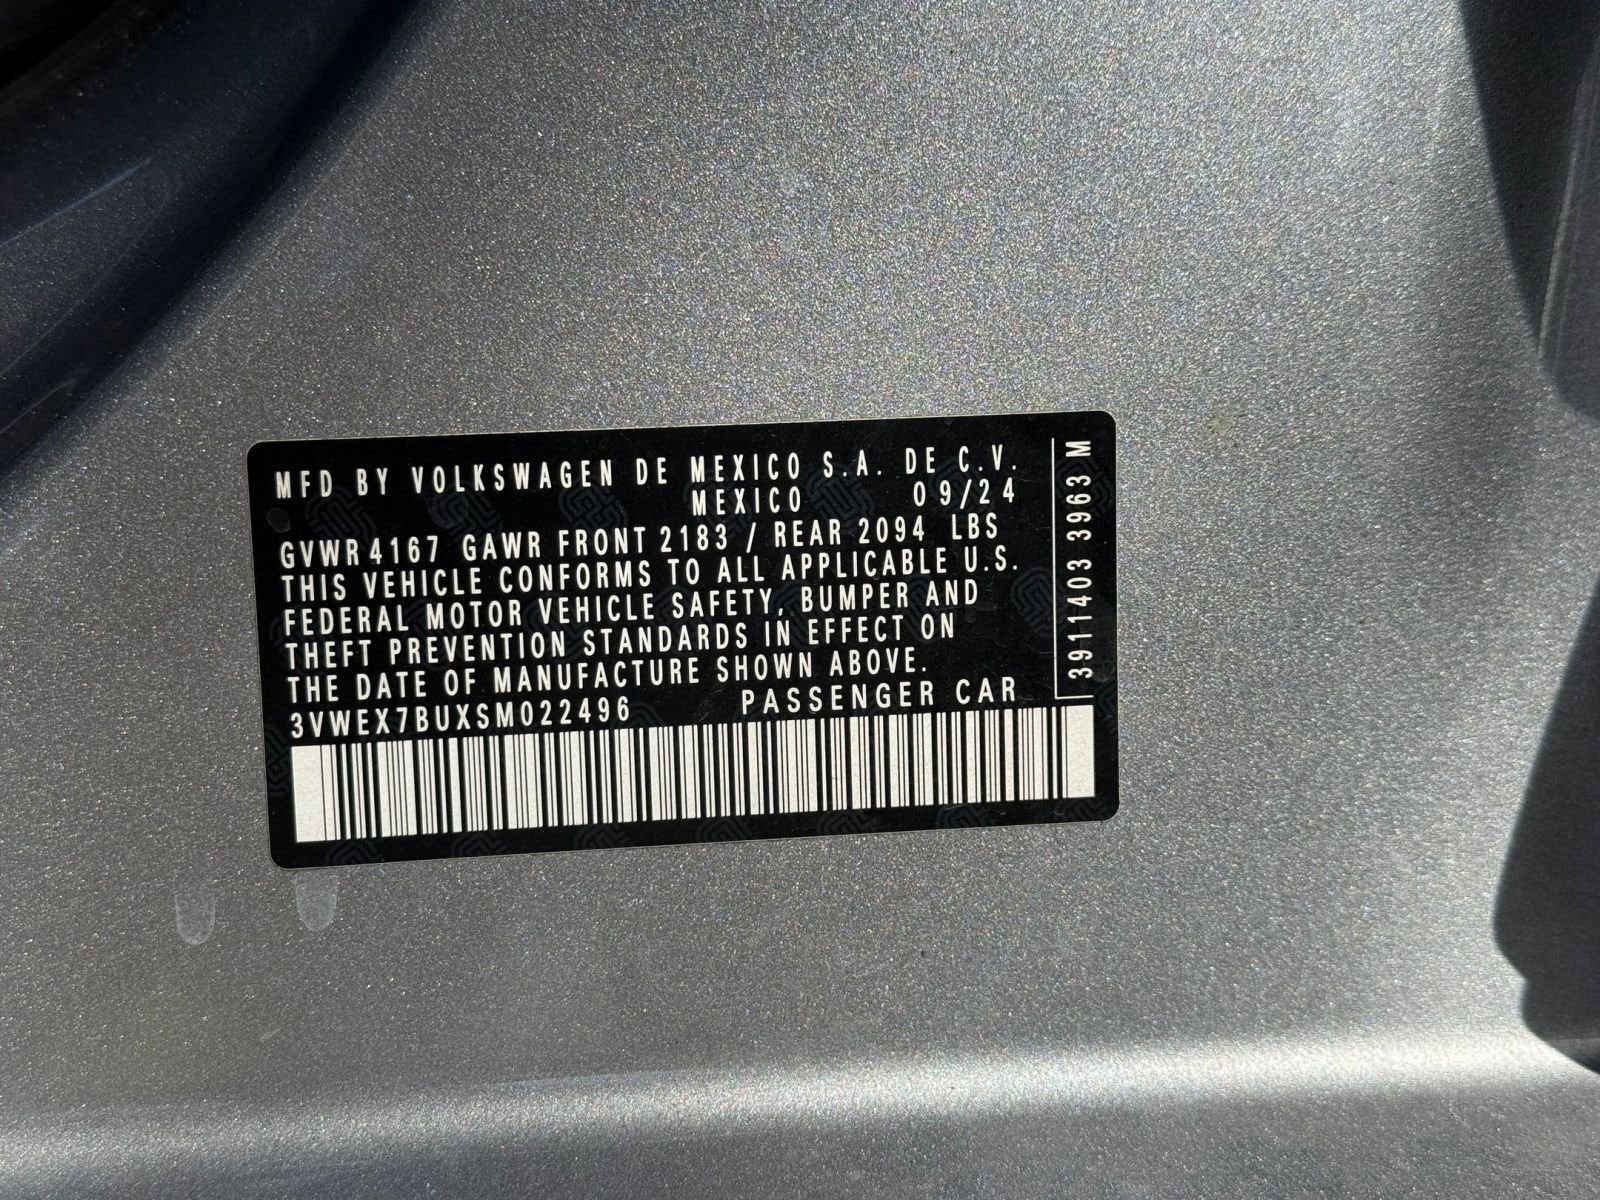 MFD BY VOLKSWAGEN DE MEXICO S.A. DE C.V.
MEXICO 09/24
GVWR 4167 GAWR FRONT 2183 / REAR 2094 LBS
THIS VEHICLE CONFORMS TO ALL APPLICABLE U.S.
FEDERAL MOTOR VEHICLE SAFETY, BUMPER AND
THEFT PREVENTION STANDARDS IN EFFECT ON
THE DATE OF MANUFACTURE SHOWN ABOVE.
3VWEX7BUXSM022496 PASSENGER CAR
3911403 3963 M